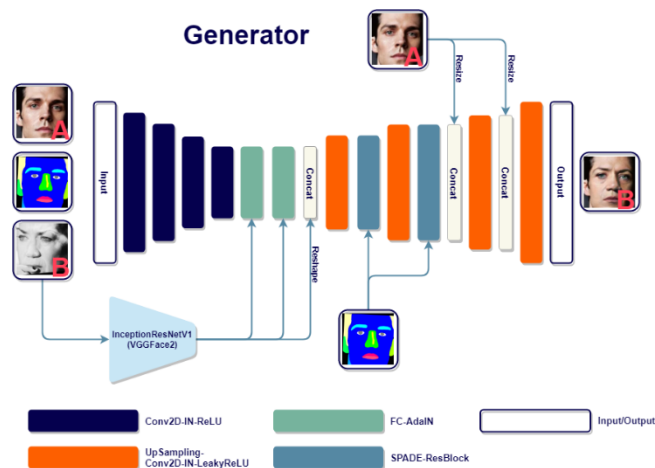 Generator
A
Resize
Resize
A
Input
Concat
Concat
Concat
Output
B
B
Reshape
InceptionResNetV1
(VGGFace2)
Conv2D-IN-ReLU
FC-AdaIN
Input/Output
UpSampling-
Conv2D-IN-LeakyReLU
SPADE-ResBlock